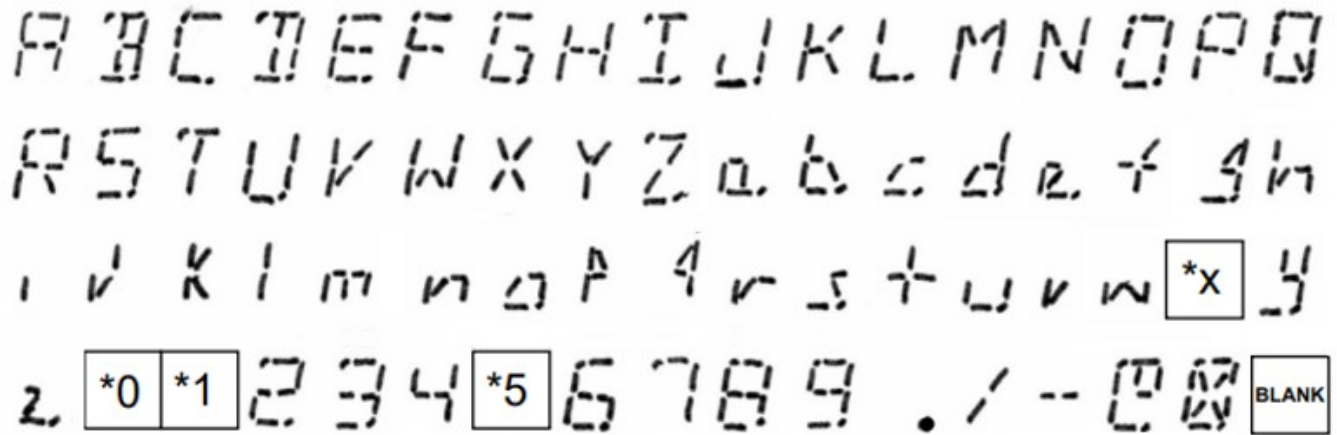 A B C D E F G H I J K L M N O P Q
R S T U V W X Y Z a b c d e f g h
i j k l m n o p q r s t u v w *x y
z *0 *1 2 3 4 *5 6 7 8 9 . / - @ BLANK